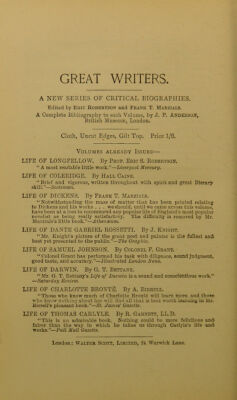 GREAT WRITERS.
A NEW SERIES OF CRITICAL BIOGRAPHIES.
Edited by ERIC ROBERTSON and FRANK T. MARZIALS.
A Complete Bibliography to each Volume, by J. P. ANDERSON,
British Museum, London.
Cloth, Uncut Edges, Gilt Top. Price 1/6.
VOLUMES ALREADY ISSUED—
LIFE OF LONGFELLOW. By PROF. ERIC S. ROBERTSON.
"A most readable little work."—Liverpool Mercury.
LIFE OF COLERIDGE. By HALL CAINE.
"Brief and vigorous, written throughout with spirit and great literary
skill."—Scotsman.
LIFE OF DICKENS. By FRANK T. MARZIALS.
"Notwithstanding the mass of matter that has been printed relating
to Dickens and his works . . . we should, until we came across this volume,
have been at a loss to recommend any popular life of England's most popular
novelist as being really satisfactory. The difficulty is removed by Mr.
Marzials's little book."—Athenæum.
LIFE OF DANTE GABRIEL ROSSETTI. By J. KNIGHT.
"Mr. Knight's picture of the great poet and painter is the fullest and
best yet presented to the public."—The Graphic.
LIFE OF SAMUEL JOHNSON. By COLONEL F. GRANT.
"Colonel Grant has performed his task with diligence, sound judgment,
good taste, and accuracy."—Illustrated London News.
LIFE OF DARWIN. By G. T. BETTANY.
"Mr. G. T. Bettany's Life of Darwin is a sound and conscientious work."
—Saturday Review.
LIFE OF CHARLOTTE BRONTË. By A. BIRRELL.
"Those who know much of Charlotte Brontë will learn more, and those
who know nothing about her will find all that is best worth learning in Mr.
Birrell's pleasant book."—St. James' Gazette.
LIFE OF THOMAS CARLYLE. By R. GARNETT, LL.D.
"This is an admirable book. Nothing could be more felicitous and
fairer than the way in which he takes us through Carlyle's life and
works."—Pall Mall Gazette.
London: WALTER SCOTT, LIMITED, 24 Warwick Lane.